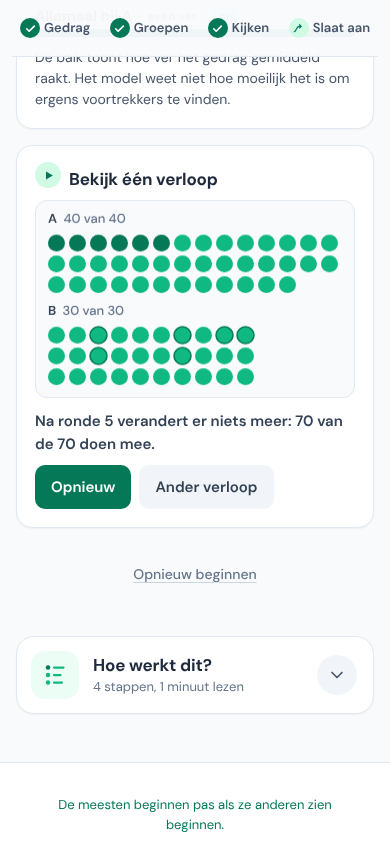 Gedrag Groepen Kijken Slaat aan
De balk toont hoe ver het gedrag gemiddeld
raakt. Het model weet niet hoe moeilijk het is om
ergens voortrekkers te vinden.
Bekijk één verloop
A 40 van 40
B 30 van 30
Na ronde 5 verandert er niets meer: 70 van
de 70 doen mee.
Opnieuw Ander verloop
Opnieuw beginnen
Hoe werkt dit?
4 stappen, 1 minuut lezen
De meesten beginnen pas als ze anderen zien
beginnen.